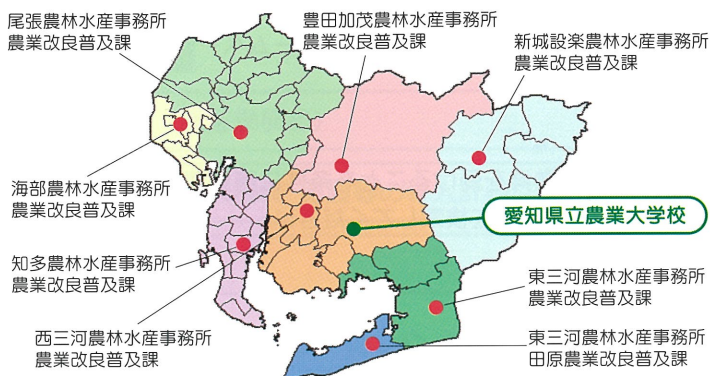 尾張農林水産事務所
農業改良普及課
豊田加茂農林水産事務所
農業改良普及課
新城設楽農林水産事務所
農業改良普及課
海部農林水産事務所
農業改良普及課
愛知県立農業大学校
知多農林水産事務所
農業改良普及課
東三河農林水産事務所
農業改良普及課
西三河農林水産事務所
農業改良普及課
東三河農林水産事務所
田原農業改良普及課